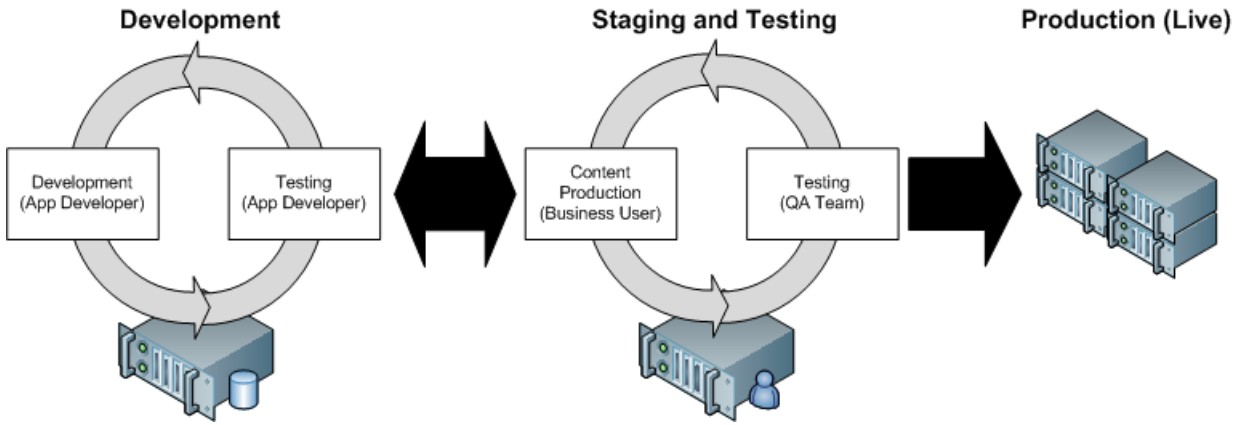 Development
Staging and Testing
Production (Live)
Development
(App Developer)
Testing
(App Developer)
Content
Production
(Business User)
Testing
(QA Team)